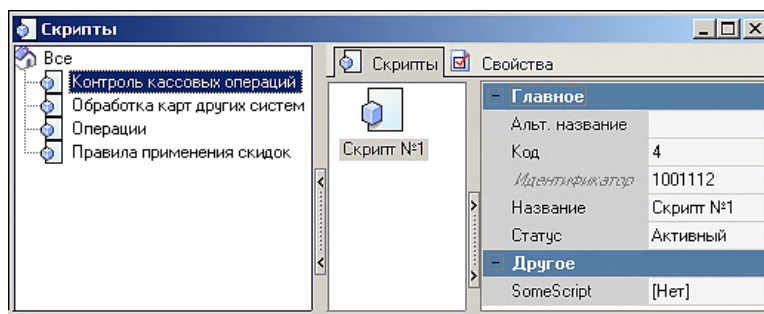 Скрипты
Все
Контроль кассовых операций
Обработка карт других систем
Операции
Правила применения скидок
Скрипты Свойства
Скрипт №1
Главное
Альт. название
Код 4
Идентификатор 1001112
Название Скрипт №1
Статус Активный
Другое
SomeScript [Нет]